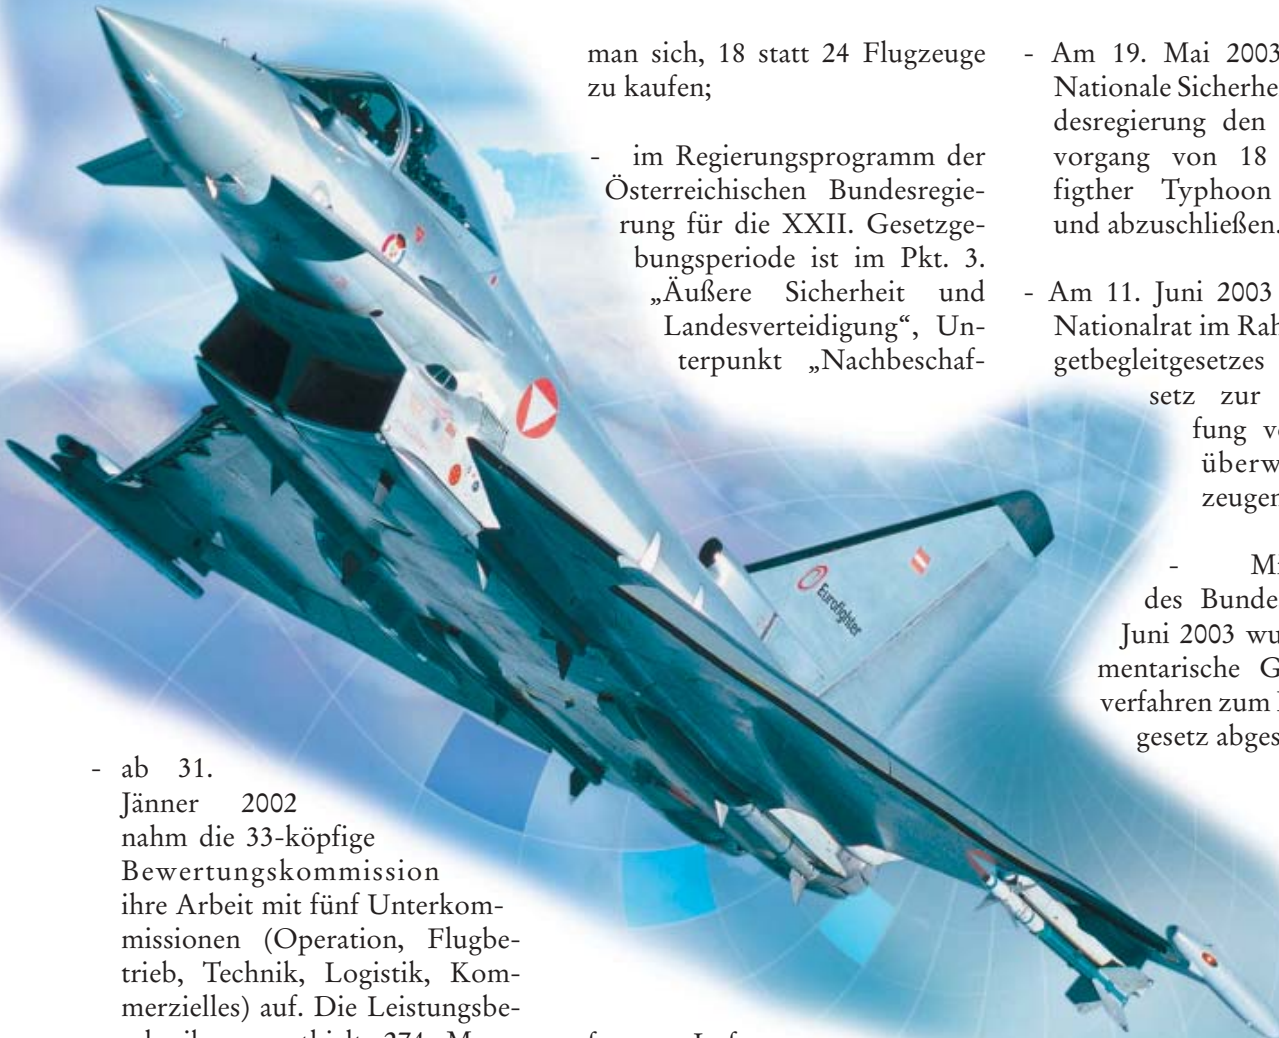 - ab 31.
Jänner 2002
nahm die 33-köpfige
Bewertungskommission
ihre Arbeit mit fünf Unterkom-
missionen (Operation, Flugbe-
trieb, Technik, Logistik, Kom-
merzielles) auf. Die Leistungsbe-
man sich, 18 statt 24 Flugzeuge
zu kaufen;
- im Regierungsprogramm der
Österreichischen Bundesregie-
rung für die XXII. Gesetzge-
bungsperiode ist im Pkt. 3.
„Äußere Sicherheit und
Landesverteidigung“, Un-
terpunkt „Nachbeschaf-
- Am 19. Mai 2003
Nationale Sicherhe
desregierung den
vorgang von 18
figther Typhoon
und abzuschließen.
- Am 11. Juni 2003
Nationalrat im Rah
getbegleitgesetzes
setz zur
fung v
überw
zeugen
- Mi
des Bunde
Juni 2003 wu
mentarische G
verfahren zum
gesetz abges
Eurofighter